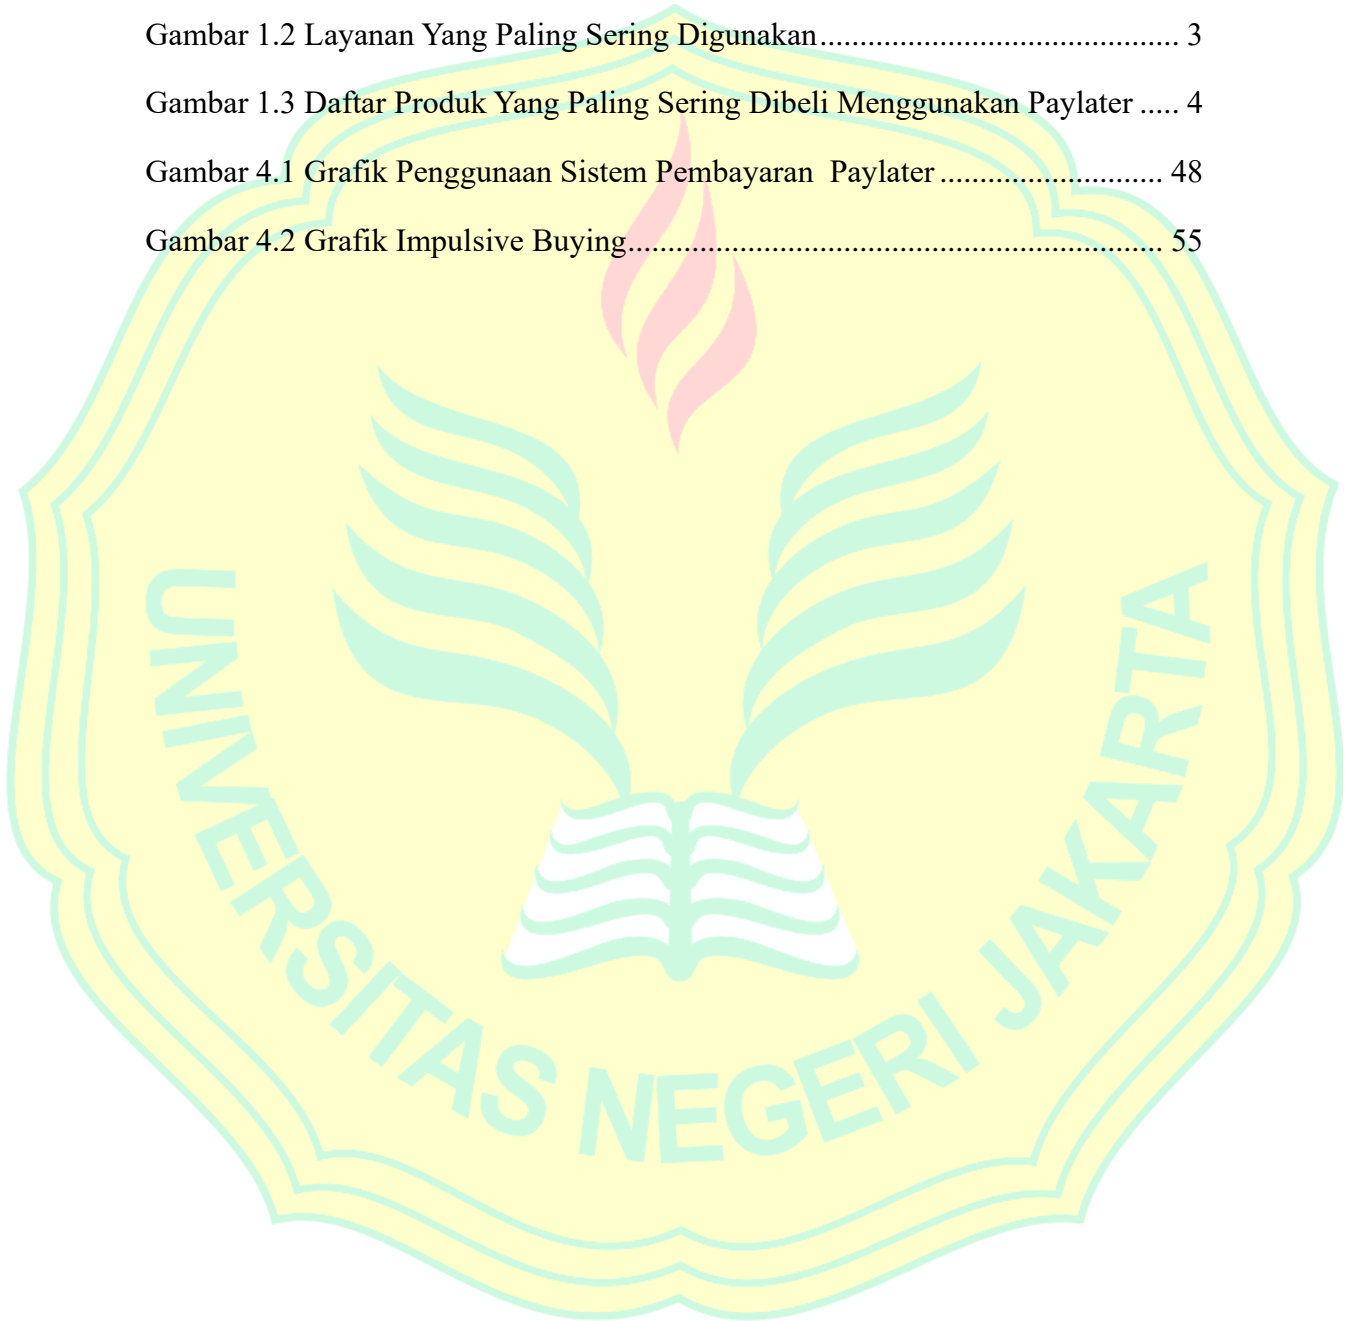 Gambar 1.2 Layanan Yang Paling Sering Digunakan............................................. 3
Gambar 1.3 Daftar Produk Yang Paling Sering Dibeli Menggunakan Paylater ..... 4
Gambar 4.1 Grafik Penggunaan Sistem Pembayaran  Paylater ............................ 48
Gambar 4.2 Grafik Impulsive Buying................................................................... 55
UNIVERSITAS NEGERI JAKARTA